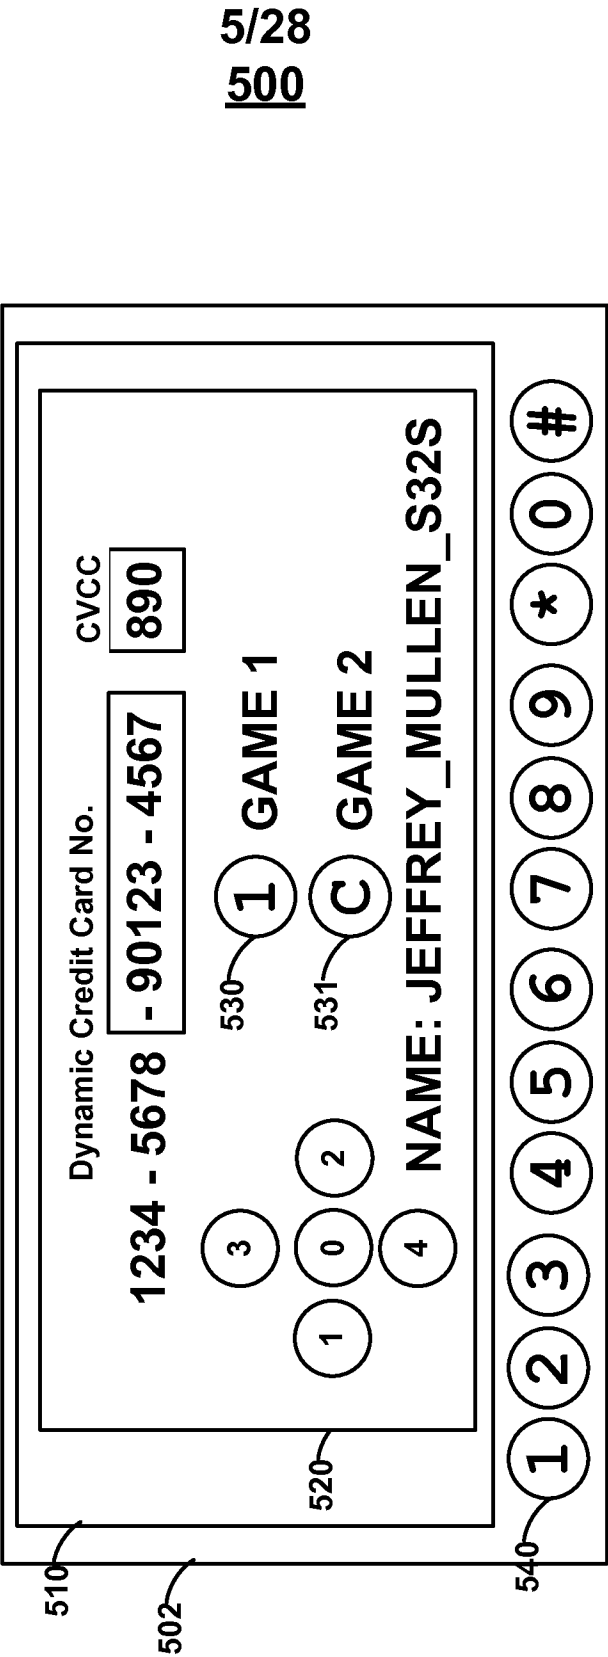 5/28
500
Dynamic Credit Card No.
CVCC
1234 - 5678 - 90123 - 4567
890
3
530
1 GAME 1
1
0
2
531
C GAME 2
4
NAME: JEFFREY_MULLEN_S32S
520
510
502
540
1 2 3 4 5 6 7 8 9 * 0 #